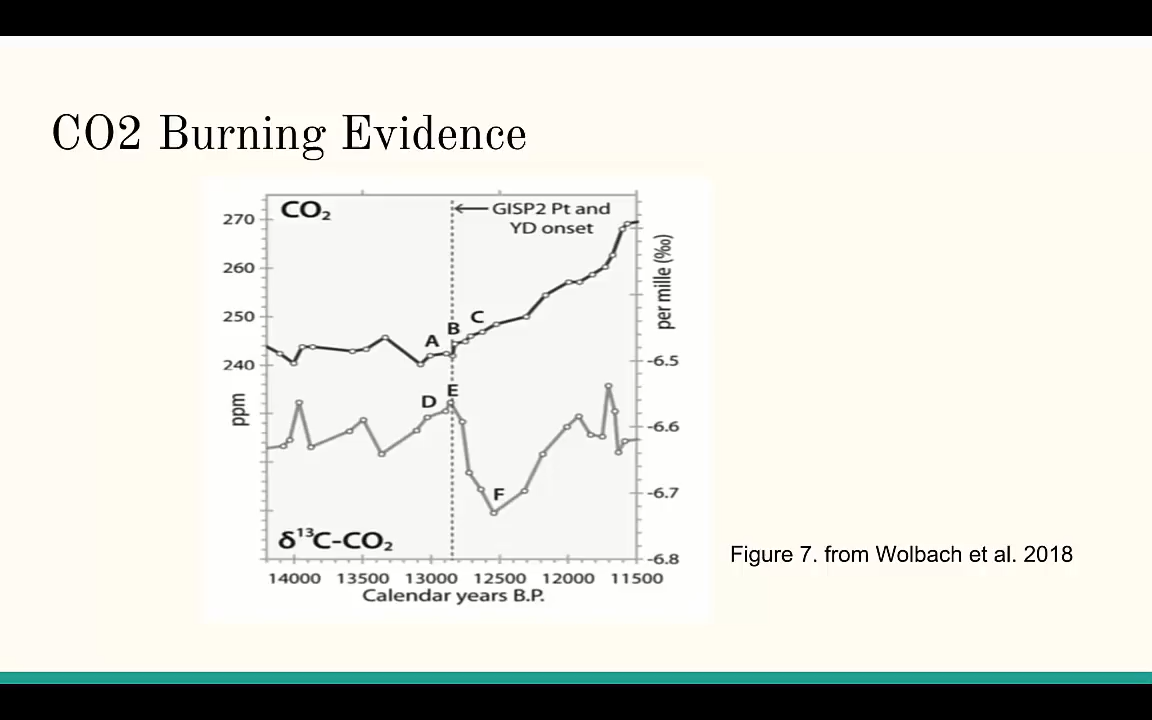 CO2 Burning Evidence
CO₂
GISP2 Pt and
YD onset
270
260
250
240
ppm
per mille (‰)
-6.5
-6.6
-6.7
-6.8
A
B
C
D
E
F
δ¹³C-CO₂
14000 13500 13000 12500 12000 11500
Calendar years B.P.
Figure 7. from Wolbach et al. 2018